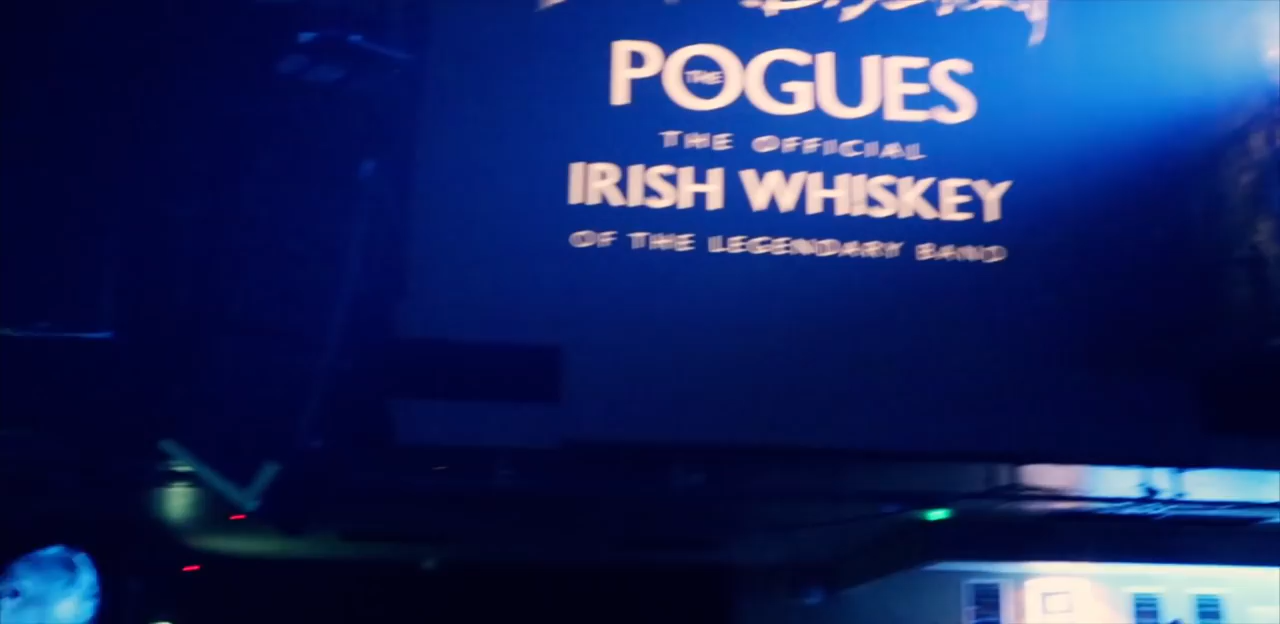 THE POGUES
THE OFFICIAL
IRISH WHISKEY
OF THE LEGENDARY BAND